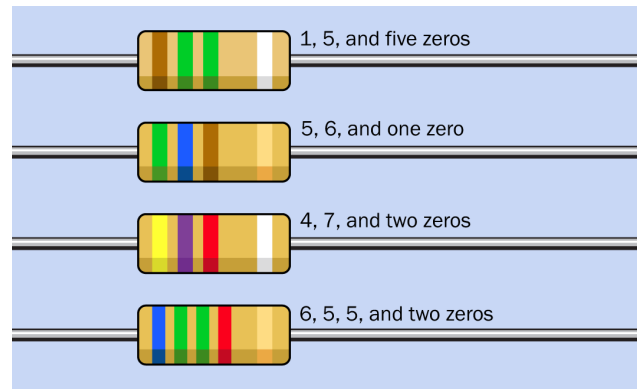 1, 5, and five zeros
5, 6, and one zero
4, 7, and two zeros
6, 5, 5, and two zeros